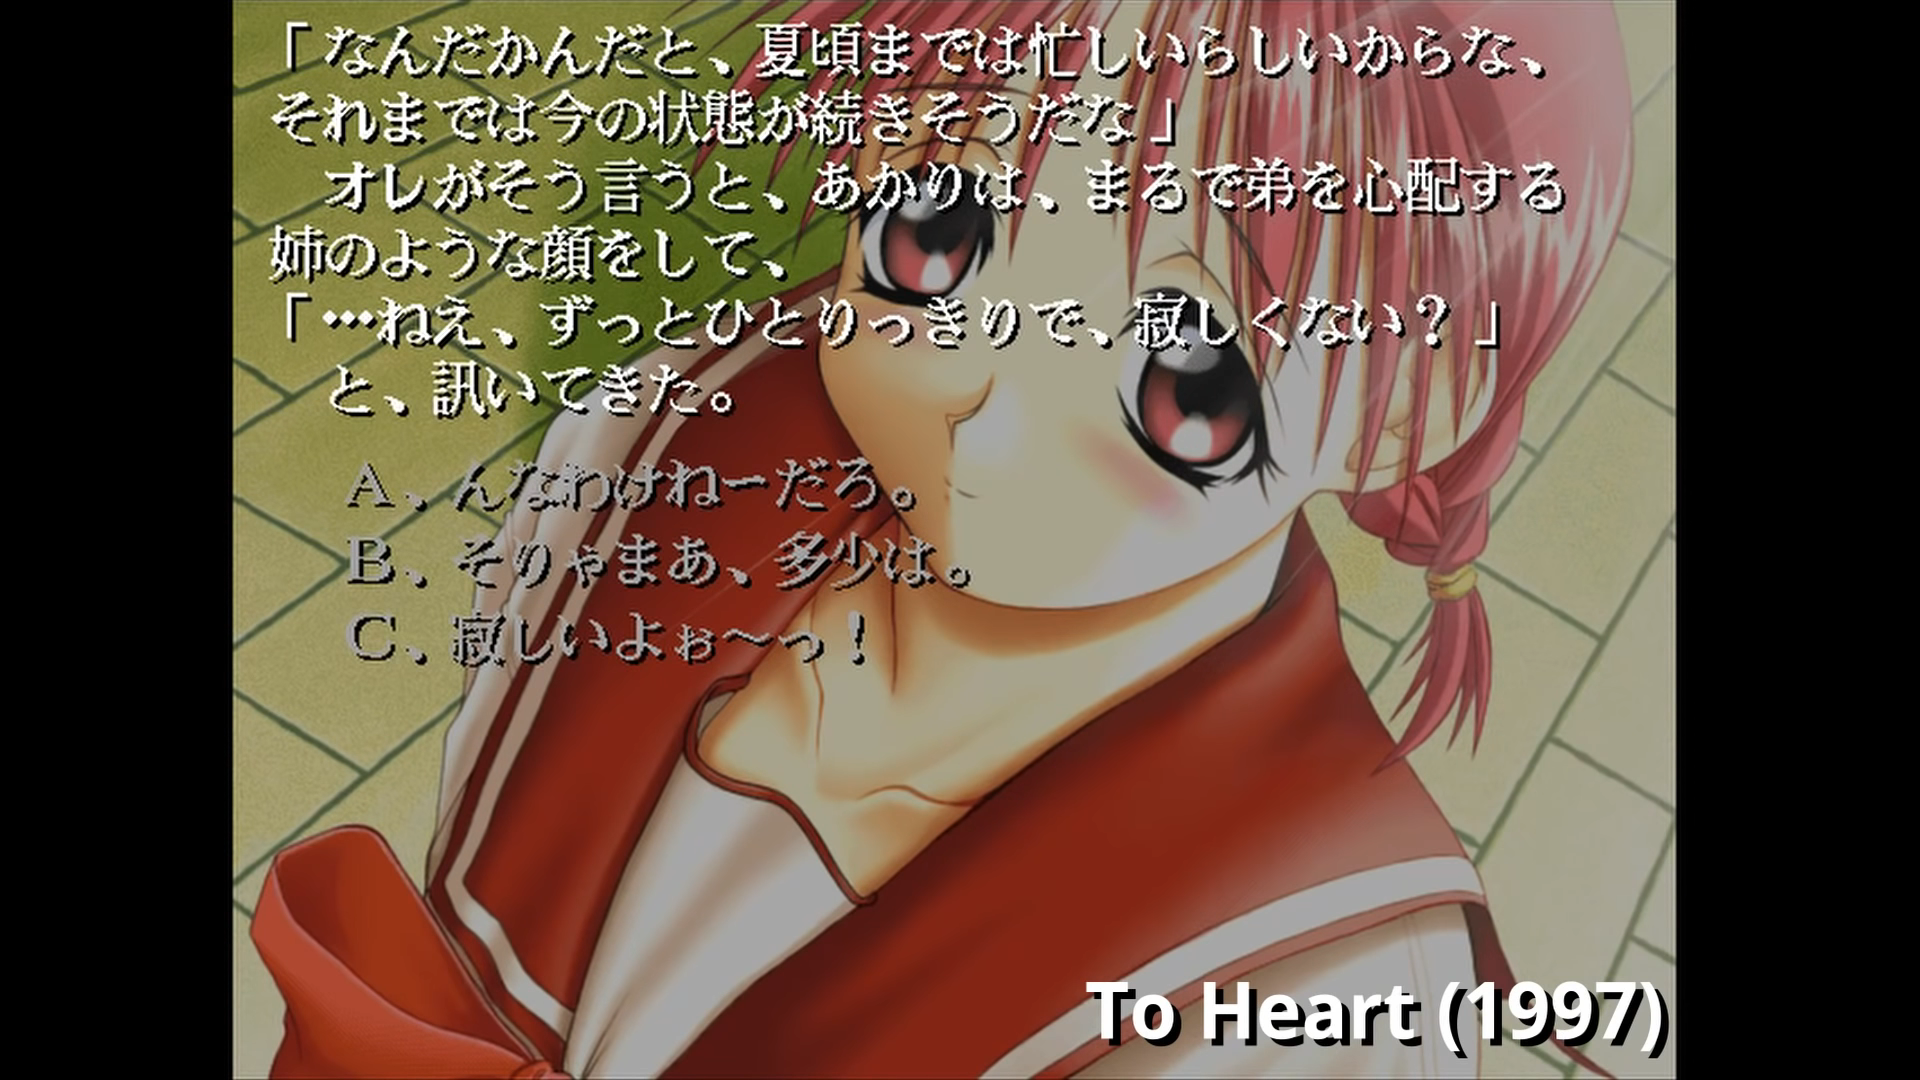 「なんだかんだと、夏頃までは忙しいらしいからな、
それまでは今の状態が続きそうだな」
　オレがそう言うと、あかりは、まるで弟を心配する
姉のような顔をして、
「…ねえ、ずっとひとりっきりで、寂しくない？」
　と、訊いてきた。
Ａ、んなわけねーだろ。
Ｂ、そりゃまあ、多少は。
Ｃ、寂しいよぉ～っ！
To Heart (1997)